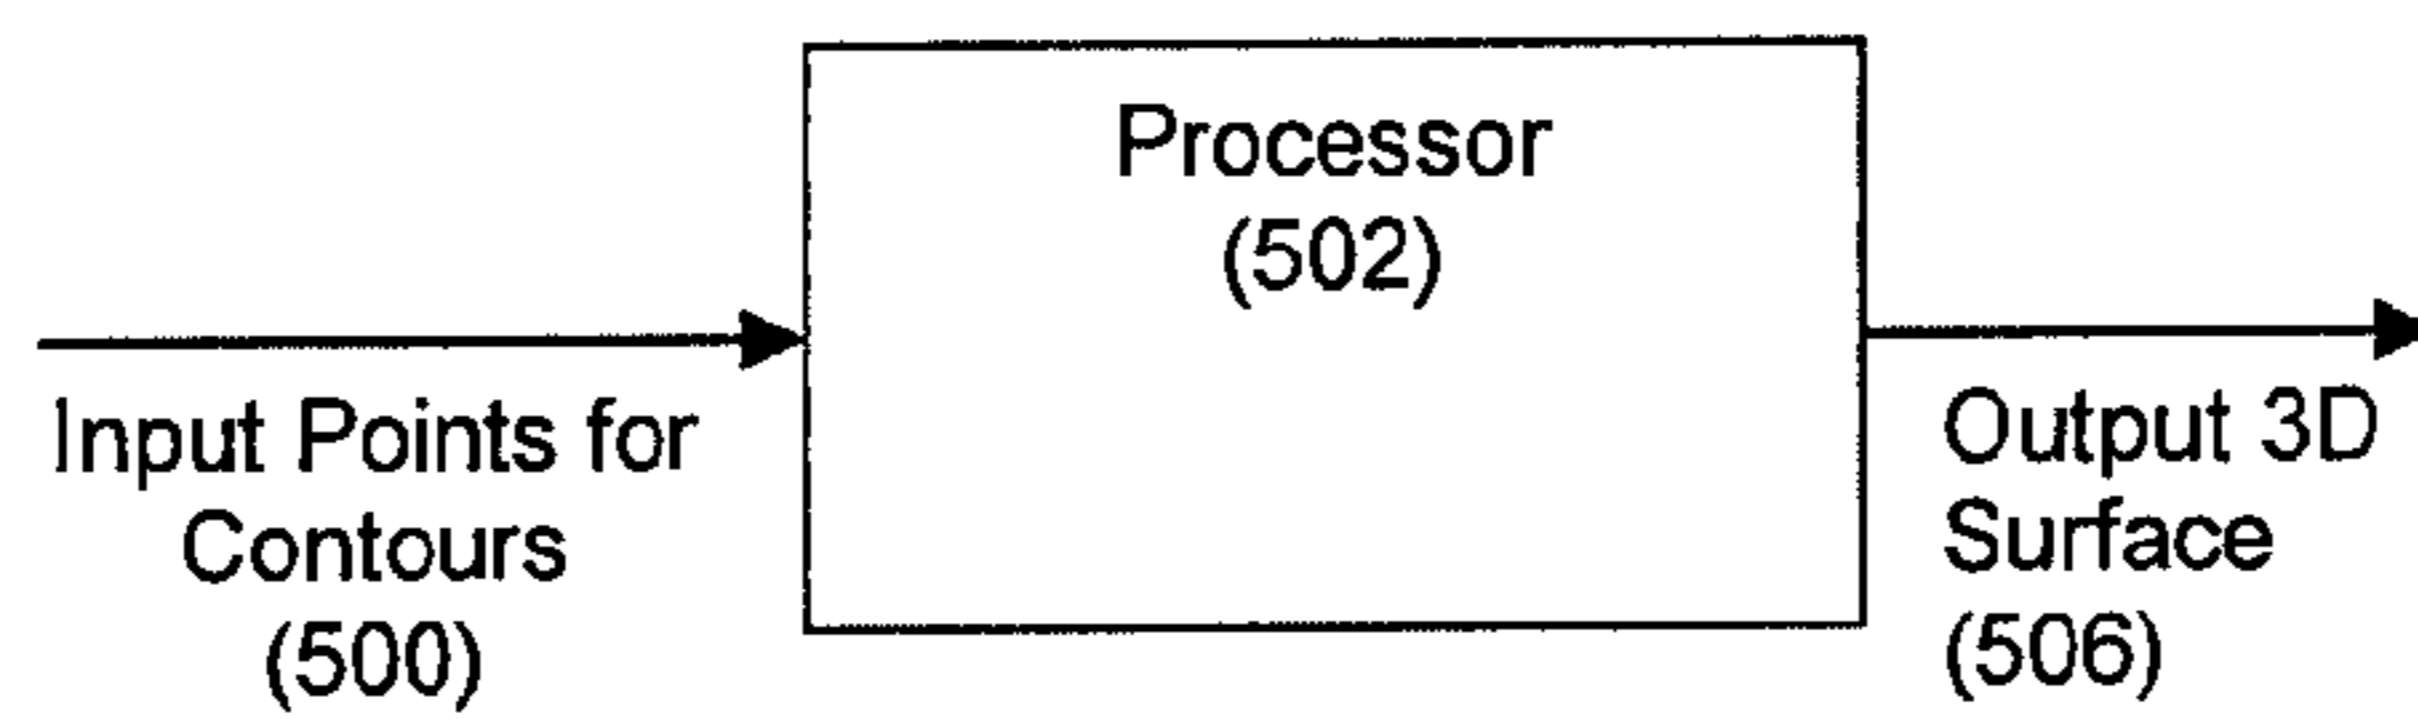 Processor
(502)
Input Points for
Contours
(500)
Output 3D
Surface
(506)